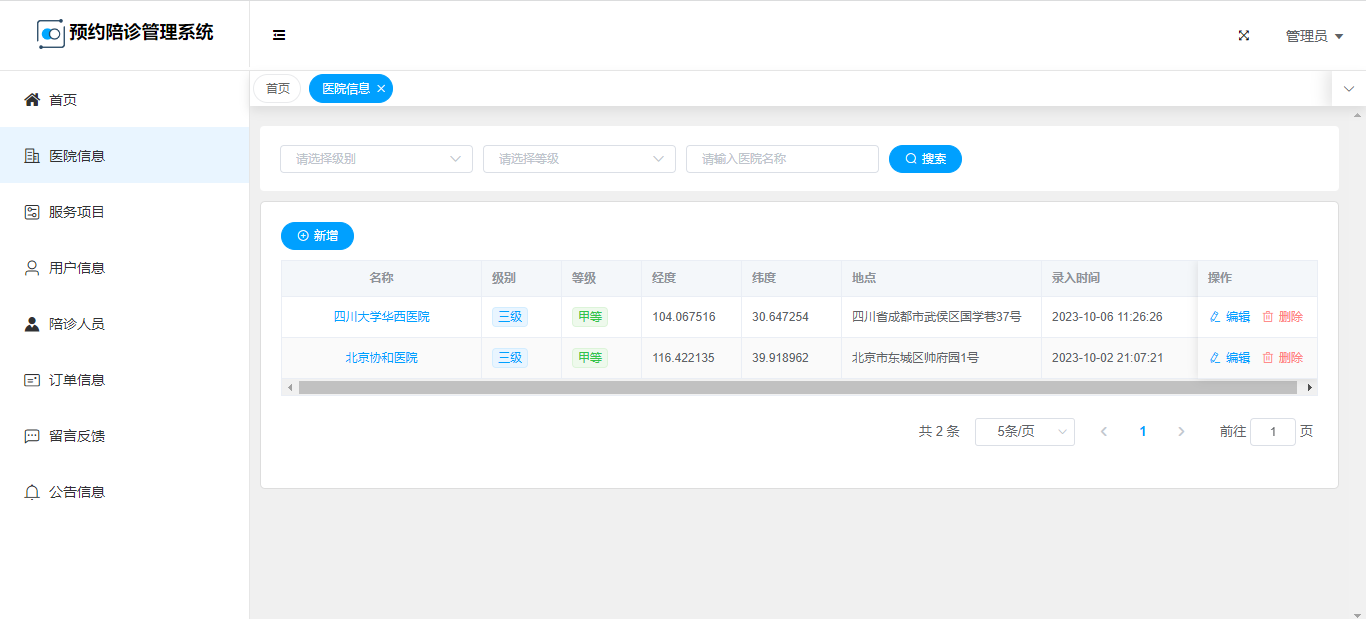 预约陪诊管理系统
管理员
首页
医院信息
服务项目
用户信息
陪诊人员
订单信息
留言反馈
公告信息
首页 医院信息
请选择级别 请选择等级 请输入医院名称 搜索
新增
名称 级别 等级 经度 纬度 地点 录入时间 操作
四川大学华西医院 三级 甲等 104.067516 30.647254 四川省成都市武侯区国学巷37号 2023-10-06 11:26:26 编辑 删除
北京协和医院 三级 甲等 116.422135 39.918962 北京市东城区帅府园1号 2023-10-02 21:07:21 编辑 删除
共 2 条 5条/页 1 前往 1 页